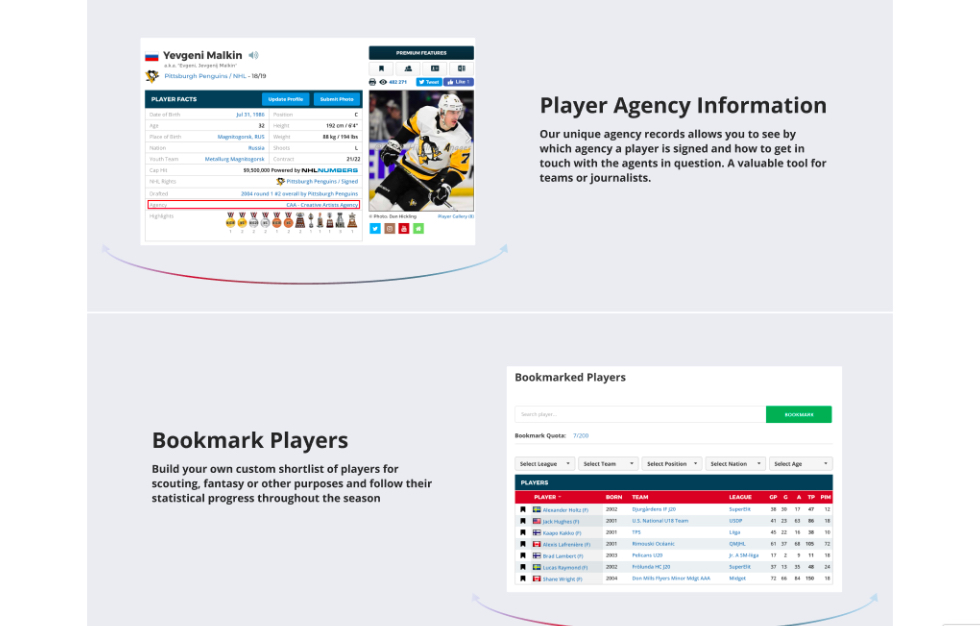 Yevgeni Malkin
a.k.a. "Evgeni, Jevgenij Malkin"
Pittsburgh Penguins / NHL - 18/19
PREMIUM FEATURES
482 271
Tweet
Like
PLAYER FACTS
Update Profile
Submit Photo
Date of Birth Jul 31, 1986 Position C
Age 32 Height 192 cm / 6'4"
Place of Birth Magnitogorsk, RUS Weight 88 kg / 194 lbs
Nation Russia Shoots L
Youth Team Metallurg Magnitogorsk Contract 21/22
Cap Hit $9,500,000 Powered by NHLNUMBERS
NHL Rights Pittsburgh Penguins / Signed
Drafted 2004 round 1 #2 overall by Pittsburgh Penguins
Agency CAA - Creative Artists Agency
Highlights
© Photo: Dan Hickling
Player Gallery (8)
Player Agency Information
Our unique agency records allows you to see by
which agency a player is signed and how to get in
touch with the agents in question. A valuable tool for
teams or journalists.
Bookmark Players
Build your own custom shortlist of players for
scouting, fantasy or other purposes and follow their
statistical progress throughout the season
Bookmarked Players
Search player...
BOOKMARK
Bookmark Quota: 7/200
Select League Select Team Select Position Select Nation Select Age
PLAYERS
PLAYER BORN TEAM LEAGUE GP G A TP PIM
Alexander Holtz (F) 2002 Djurgårdens IF J20 SuperElit 38 30 17 47 12
Jack Hughes (F) 2001 U.S. National U18 Team USDP 41 23 63 86 18
Kaapo Kakko (F) 2001 TPS Liiga 45 22 16 38 10
Alexis Lafrenière (F) 2001 Rimouski Océanic QMJHL 61 37 68 105 72
Brad Lambert (F) 2003 Pelicans U20 Jr. A SM-liiga 17 2 9 11 18
Lucas Raymond (F) 2002 Frölunda HC J20 SuperElit 37 13 35 48 24
Shane Wright (F) 2004 Don Mills Flyers Minor Mdgt AAA Midget 72 66 84 150 18